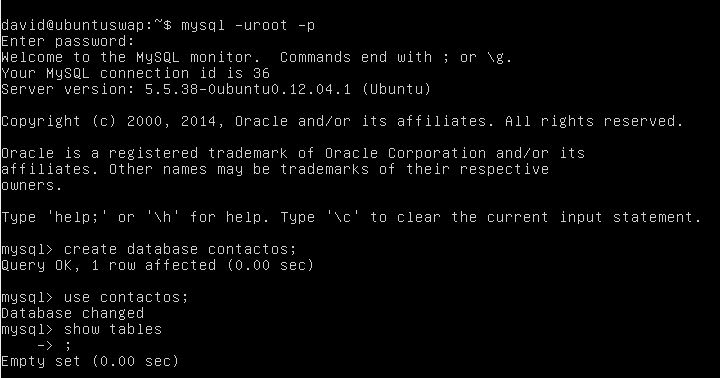 david@ubuntuswap:~$ mysql -uroot -p
Enter password:
Welcome to the MySQL monitor.  Commands end with ; or \g.
Your MySQL connection id is 36
Server version: 5.5.38-0ubuntu0.12.04.1 (Ubuntu)
Copyright (c) 2000, 2014, Oracle and/or its affiliates. All rights reserved.
Oracle is a registered trademark of Oracle Corporation and/or its
affiliates. Other names may be trademarks of their respective
owners.
Type 'help;' or '\h' for help. Type '\c' to clear the current input statement.
mysql> create database contactos;
Query OK, 1 row affected (0.00 sec)
mysql> use contactos;
Database changed
mysql> show tables
    -> ;
Empty set (0.00 sec)